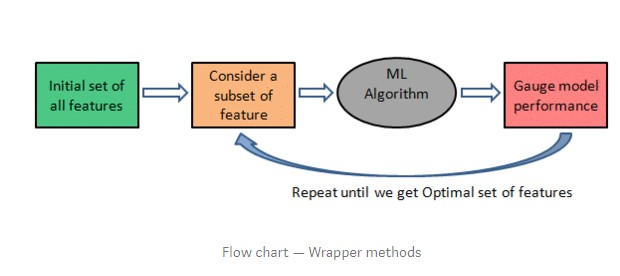 Initial set of
all features
Consider a
subset of
feature
ML
Algorithm
Gauge model
performance
Repeat until we get Optimal set of features
Flow chart — Wrapper methods